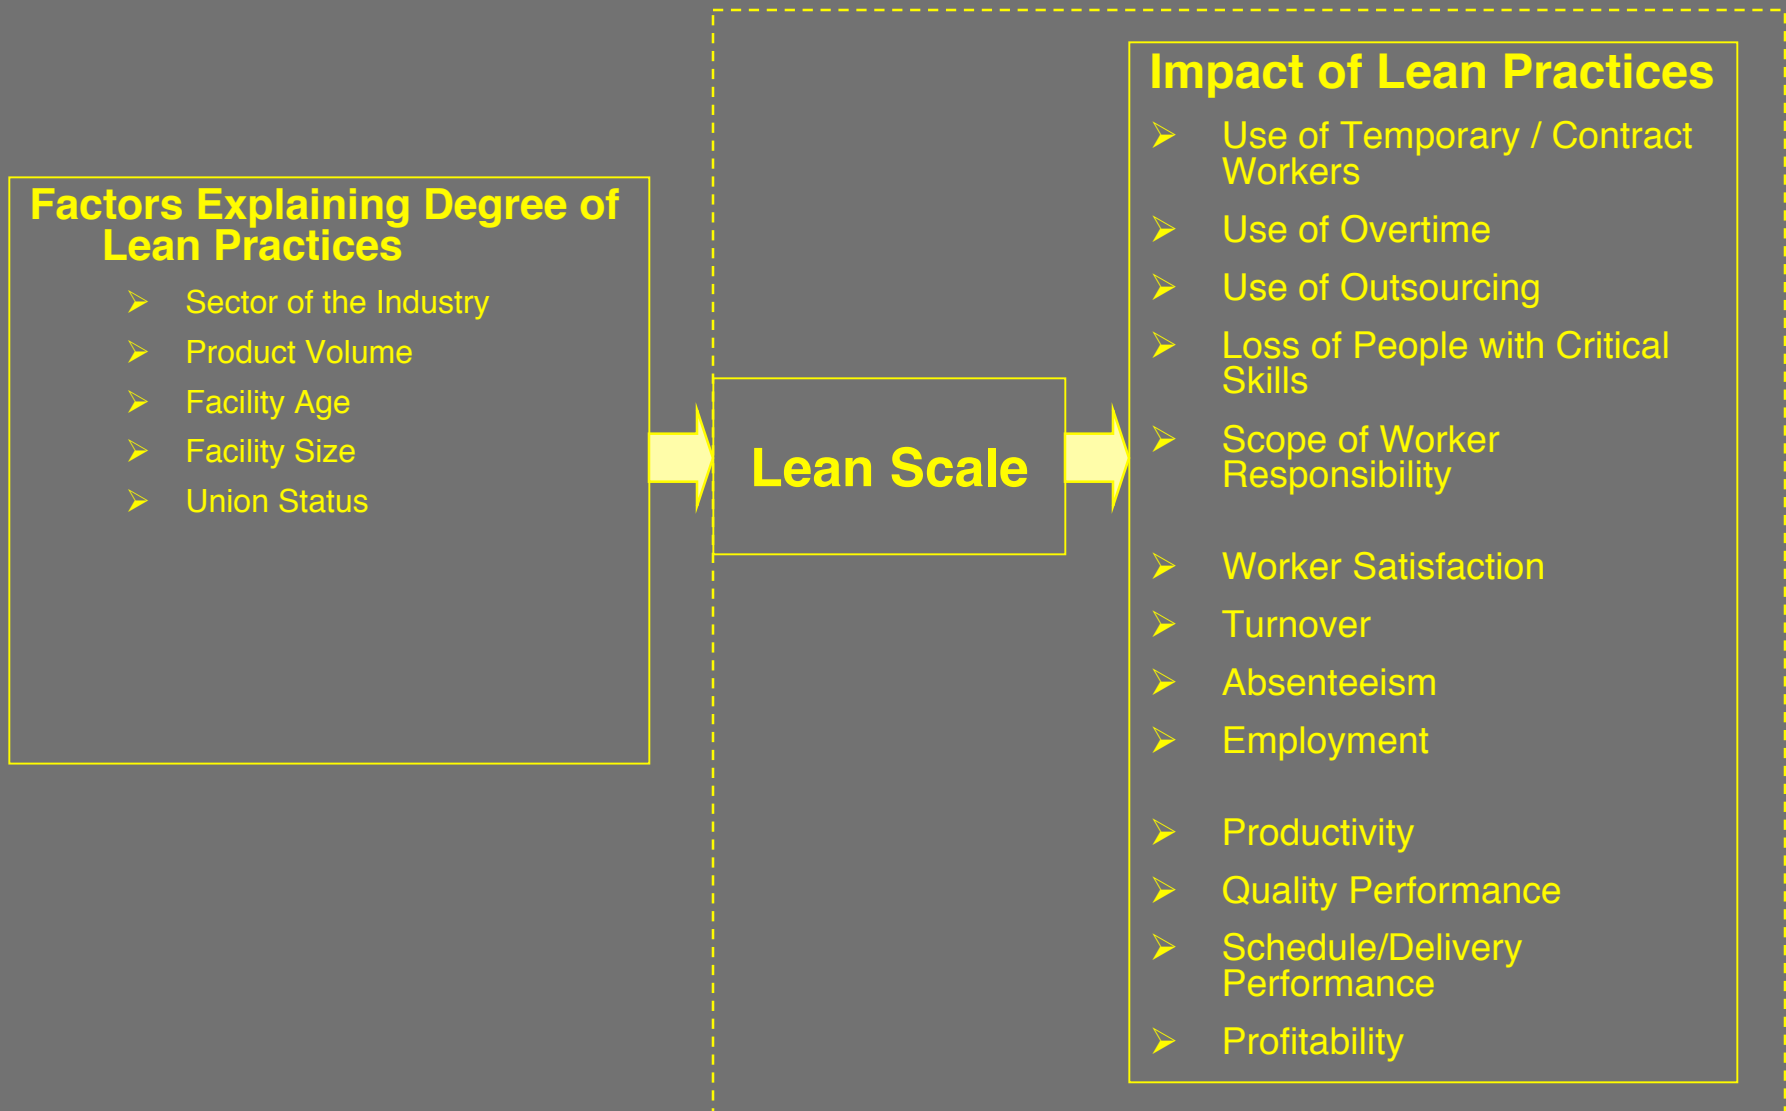 Factors Explaining Degree of
Lean Practices
➢ Sector of the Industry
➢ Product Volume
➢ Facility Age
➢ Facility Size
➢ Union Status
Lean Scale
Impact of Lean Practices
➢ Use of Temporary / Contract
Workers
➢ Use of Overtime
➢ Use of Outsourcing
➢ Loss of People with Critical
Skills
➢ Scope of Worker
Responsibility
➢ Worker Satisfaction
➢ Turnover
➢ Absenteeism
➢ Employment
➢ Productivity
➢ Quality Performance
➢ Schedule/Delivery
Performance
➢ Profitability